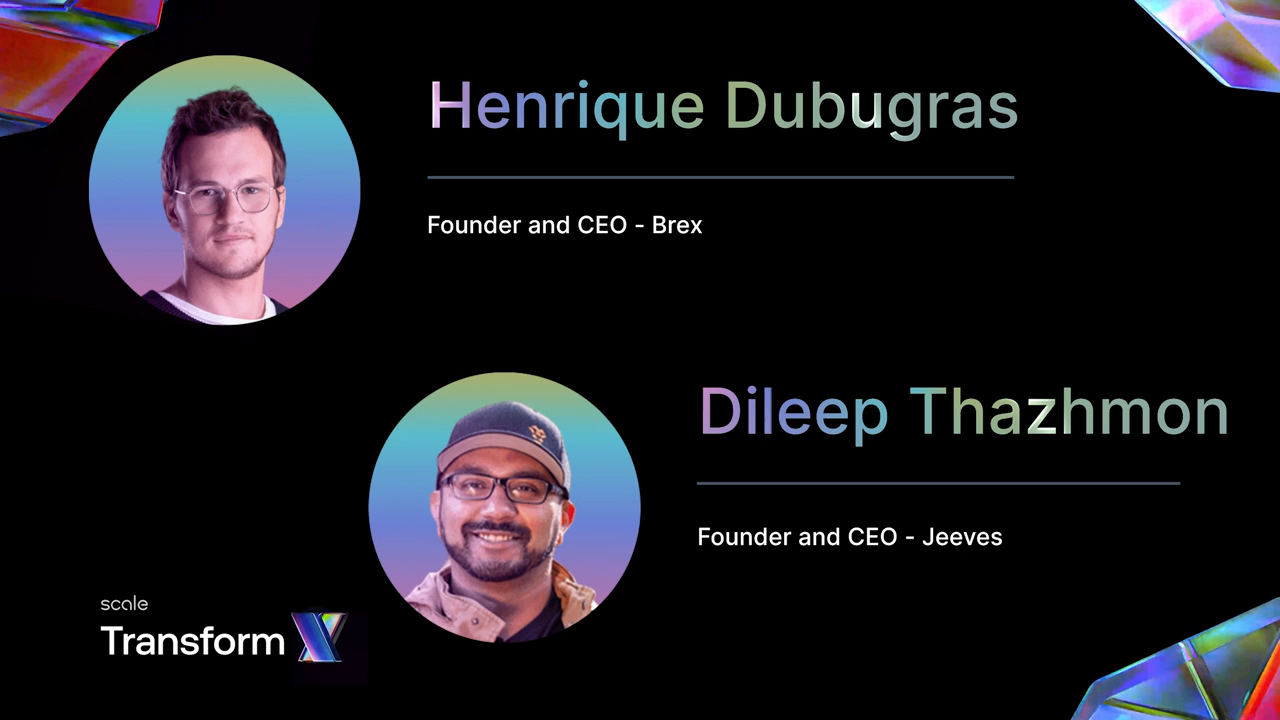 Henrique Dubugras
Founder and CEO - Brex
Dileep Thazhmon
Founder and CEO - Jeeves
scale
Transform X